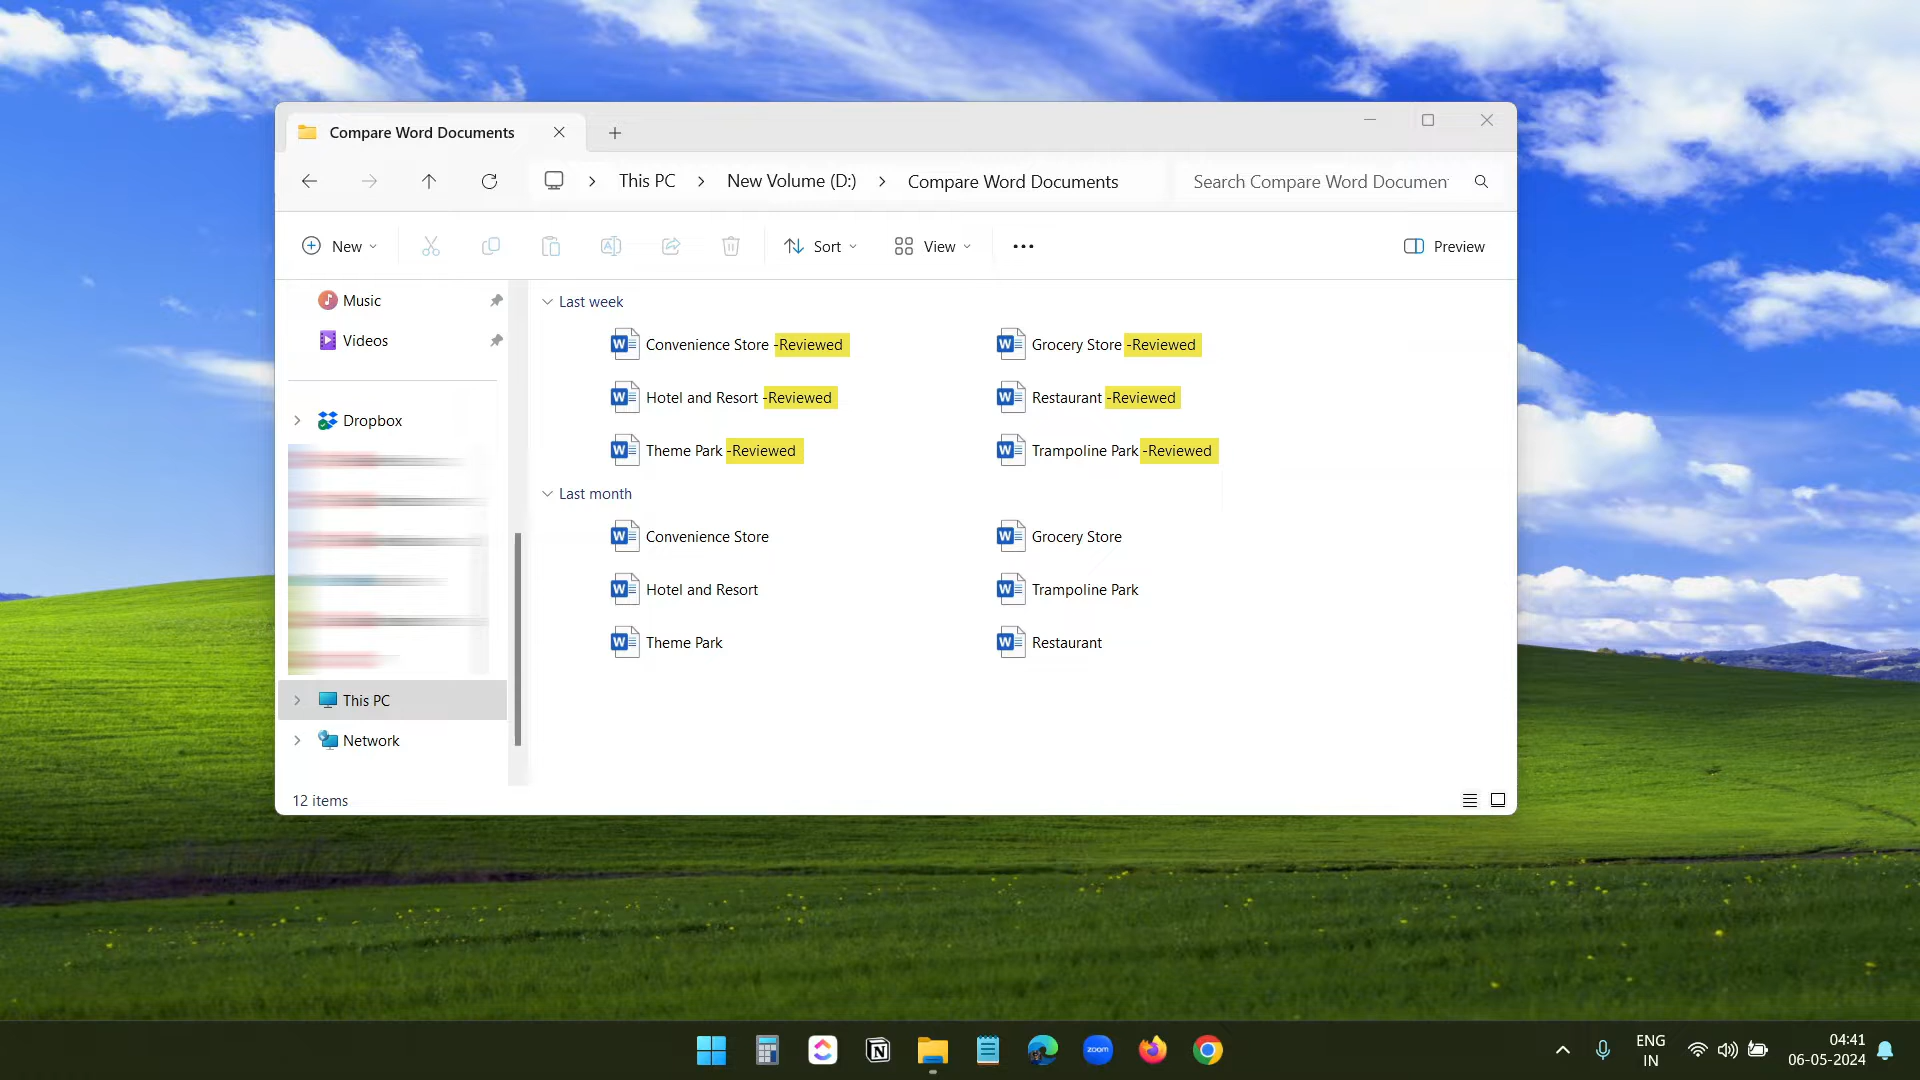 Compare Word Documents
This PC
New Volume (D:)
Compare Word Documents
Search Compare Word Documen
New
Sort
View
Preview
Music
Videos
Dropbox
This PC
Network
Last week
Convenience Store -Reviewed
Grocery Store -Reviewed
Hotel and Resort -Reviewed
Restaurant -Reviewed
Theme Park -Reviewed
Trampoline Park -Reviewed
Last month
Convenience Store
Grocery Store
Hotel and Resort
Trampoline Park
Theme Park
Restaurant
12 items
zoom
ENG
IN
04:41
06-05-2024